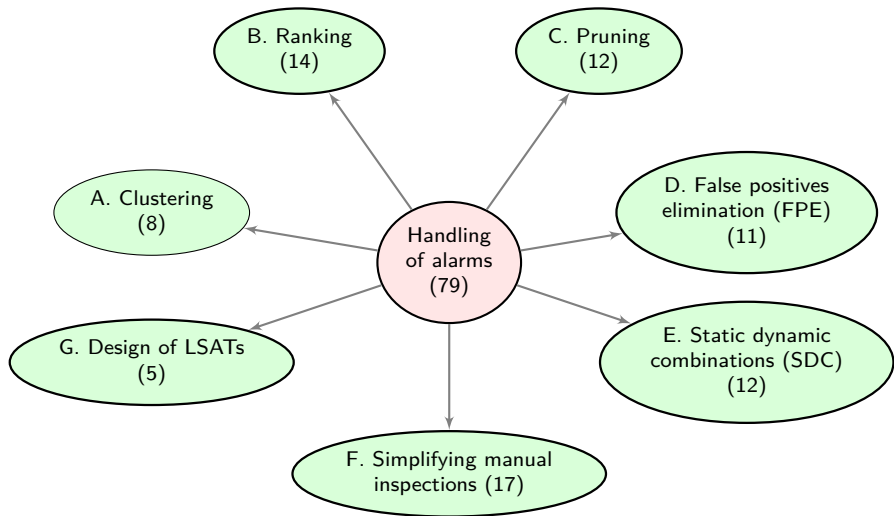 B. Ranking
(14)
C. Pruning
(12)
A. Clustering
(8)
D. False positives
elimination (FPE)
(11)
Handling
of alarms
(79)
G. Design of LSATs
(5)
E. Static dynamic
combinations (SDC)
(12)
F. Simplifying manual
inspections (17)